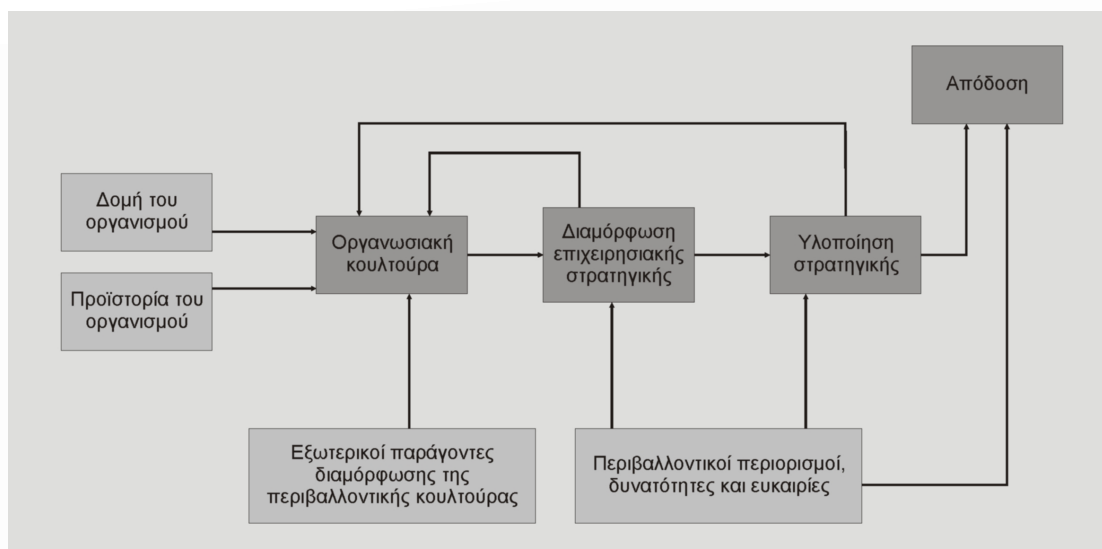 Απόδοση
Δομή του
οργανισμού
Προϊστορία του
οργανισμού
Οργανωσιακή
κουλτούρα
Διαμόρφωση
επιχειρησιακής
στρατηγικής
Υλοποίηση
στρατηγικής
Εξωτερικοί παράγοντες
διαμόρφωσης της
περιβαλλοντικής κουλτούρας
Περιβαλλοντικοί περιορισμοί,
δυνατότητες και ευκαιρίες